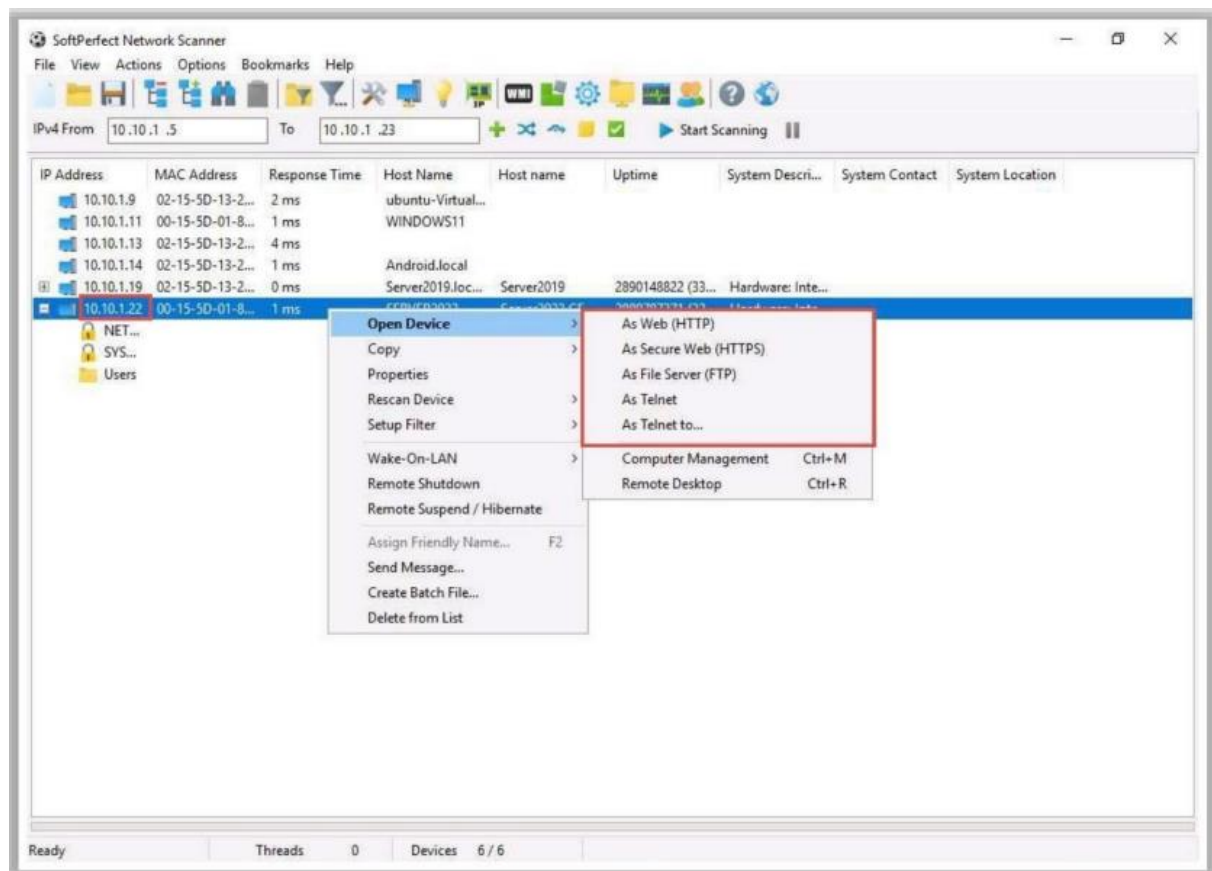 SoftPerfect Network Scanner
File View Actions Options Bookmarks Help
WMI IP
IPv4 From 10.10.1 .5 To 10.10.1 .23 Start Scanning
IP Address MAC Address Response Time Host Name Host name Uptime System Descri... System Contact System Location
10.10.1.9 02-15-5D-13-2... 2 ms ubuntu-Virtual...
10.10.1.11 00-15-5D-01-8... 1 ms WINDOWS11
10.10.1.13 02-15-5D-13-2... 4 ms
10.10.1.14 02-15-5D-13-2... 1 ms Android.local
10.10.1.19 02-15-5D-13-2... 0 ms Server2019.loc... Server2019 2890148822 (33... Hardware: Inte...
10.10.1.22 00-15-5D-01-8... 1 ms
NET...
SYS...
Users
Open Device
Copy
Properties
Rescan Device
Setup Filter
Wake-On-LAN
Remote Shutdown
Remote Suspend / Hibernate
Assign Friendly Name... F2
Send Message...
Create Batch File...
Delete from List
As Web (HTTP)
As Secure Web (HTTPS)
As File Server (FTP)
As Telnet
As Telnet to...
Computer Management Ctrl+M
Remote Desktop Ctrl+R
Ready Threads 0 Devices 6 / 6